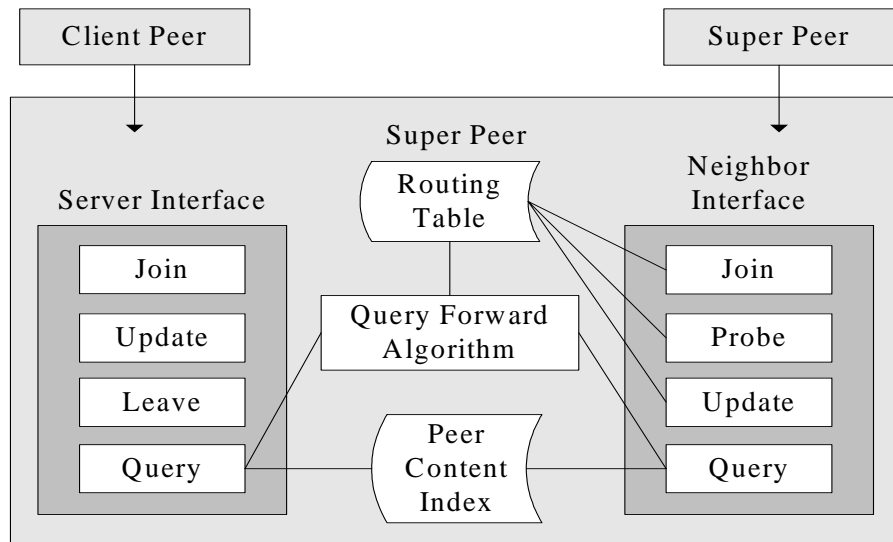 Client Peer
Super Peer
Super Peer
Server Interface
Join
Update
Leave
Query
Routing
Table
Query Forward
Algorithm
Peer
Content
Index
Neighbor
Interface
Join
Probe
Update
Query